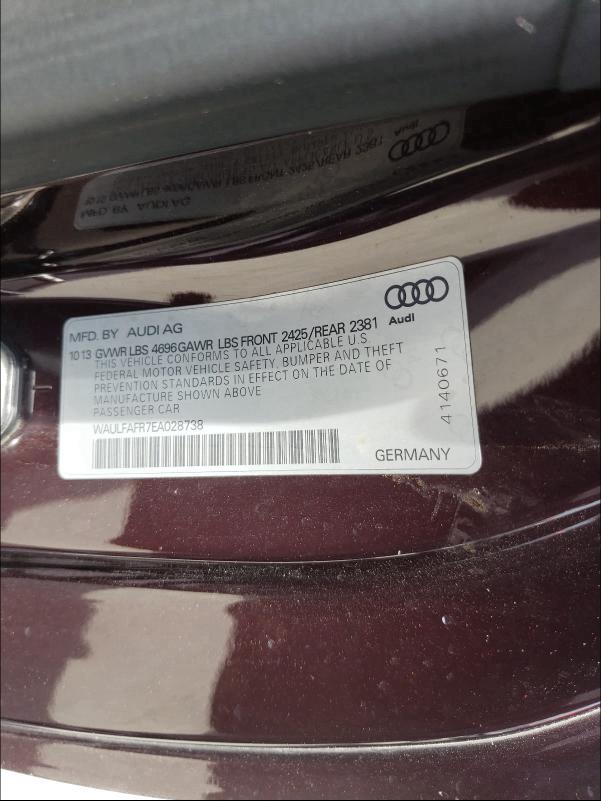 MFD. BY AUDI AG
10 13 GVWR LBS 4696 GAWR LBS FRONT 2425/REAR 2381
THIS VEHICLE CONFORMS TO ALL APPLICABLE U.S
FEDERAL MOTOR VEHICLE SAFETY, BUMPER AND THEFT
PREVENTION STANDARDS IN EFFECT ON THE DATE OF
MANUFACTURE SHOWN ABOVE
PASSENGER CAR
WAULFAFR7EA028738
GERMANY
Audi
4140671